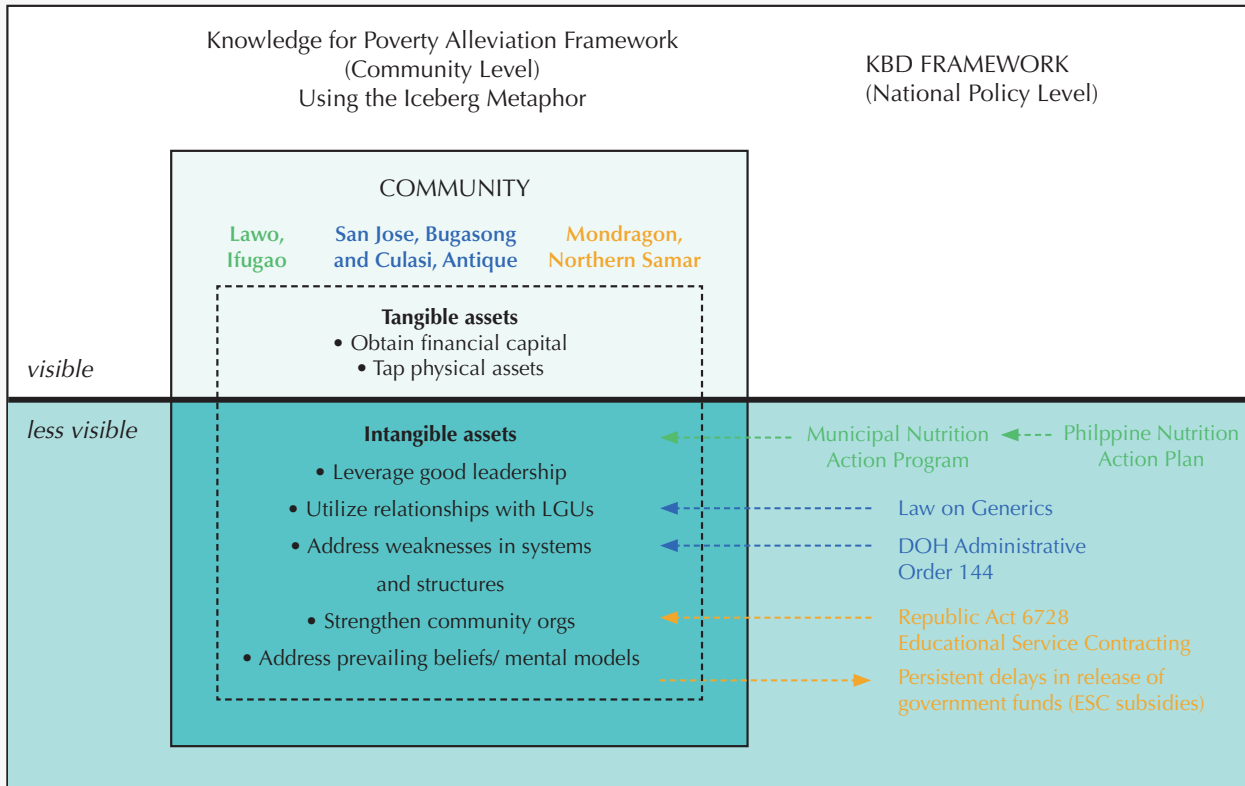 Knowledge for Poverty Alleviation Framework
(Community Level)
Using the Iceberg Metaphor
KBD FRAMEWORK
(National Policy Level)
COMMUNITY
Lawo,
Ifugao
San Jose, Bugasong
and Culasi, Antique
Mondragon,
Northern Samar
Tangible assets
• Obtain financial capital
• Tap physical assets
visible
less visible
Intangible assets
• Leverage good leadership
• Utilize relationships with LGUs
• Address weaknesses in systems
and structures
• Strengthen community orgs
• Address prevailing beliefs/ mental models
Municipal Nutrition
Action Program
Philppine Nutrition
Action Plan
Law on Generics
DOH Administrative
Order 144
Republic Act 6728
Educational Service Contracting
Persistent delays in release of
government funds (ESC subsidies)